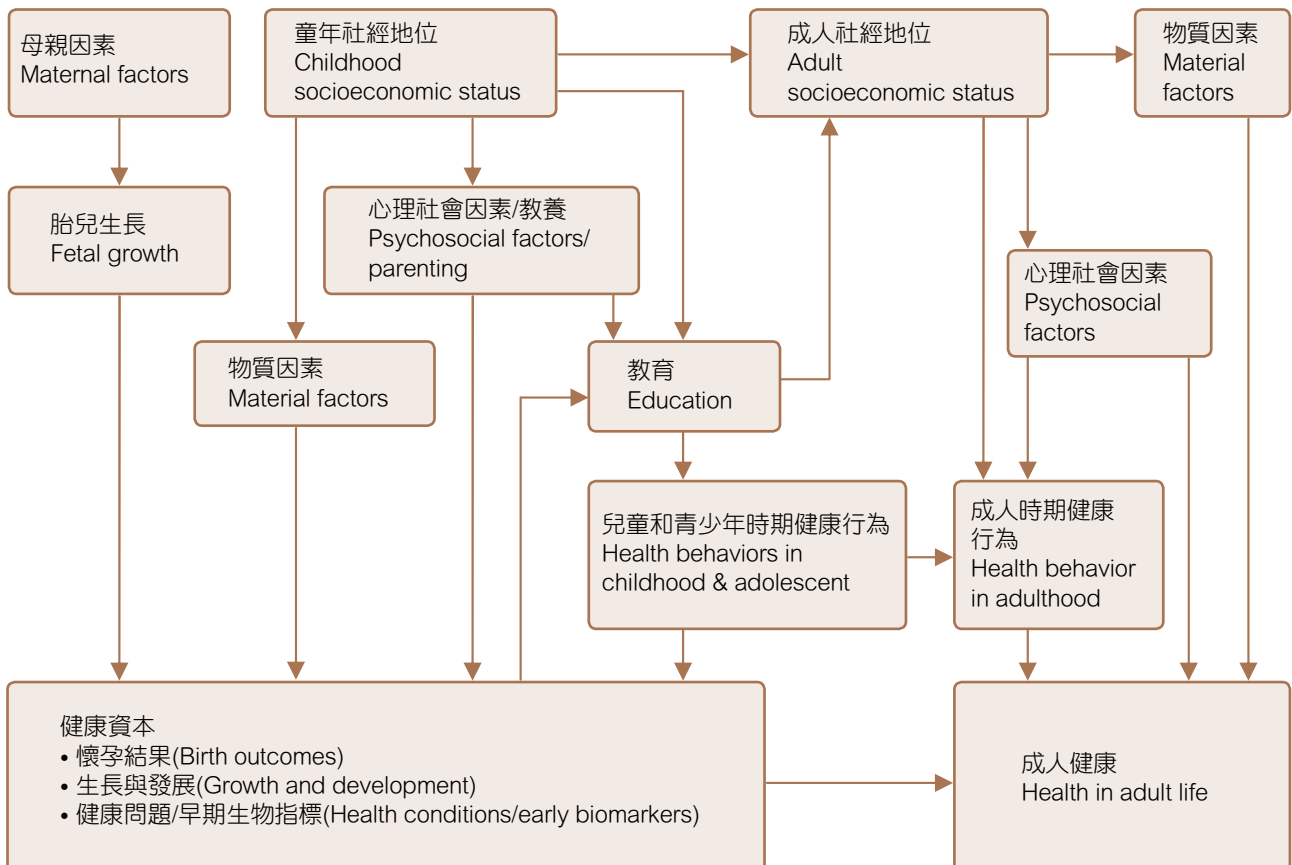 母親因素
Maternal factors
童年社經地位
Childhood
socioeconomic status
成人社經地位
Adult
socioeconomic status
物質因素
Material
factors
胎兒生長
Fetal growth
心理社會因素/教養
Psychosocial factors/
parenting
心理社會因素
Psychosocial
factors
物質因素
Material factors
教育
Education
兒童和青少年時期健康行為
Health behaviors in
childhood & adolescent
成人時期健康
行為
Health behavior
in adulthood
健康資本
• 懷孕結果(Birth outcomes)
• 生長與發展(Growth and development)
• 健康問題/早期生物指標(Health conditions/early biomarkers)
成人健康
Health in adult life